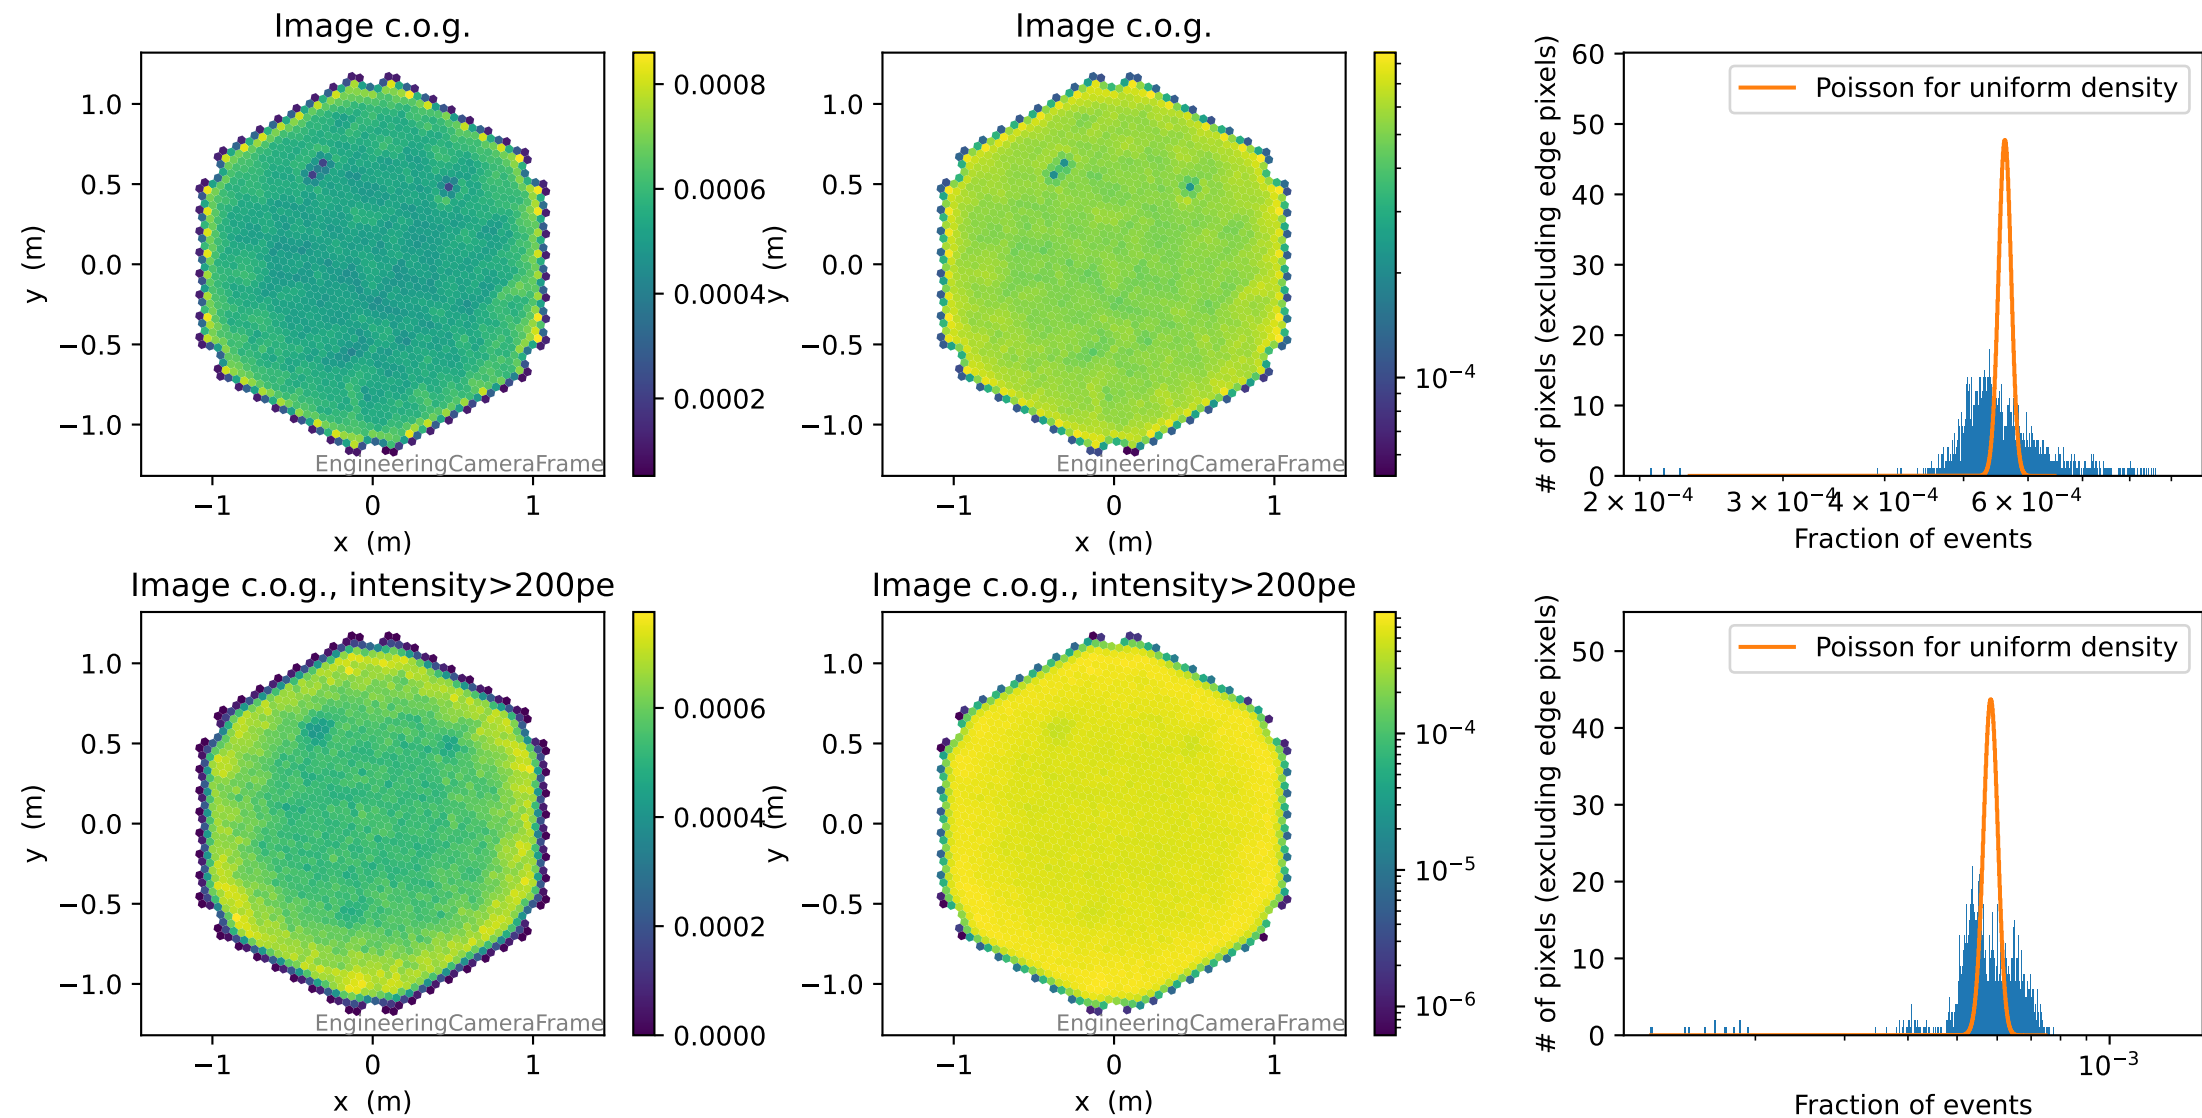 Image c.o.g.
1.0
0.5
0.0
−0.5
−1.0
y (m)
−1
0
1
x (m)
EngineeringCameraFrame
0.0008
0.0006
0.0004
0.0002
Image c.o.g.
1.0
0.5
0.0
−0.5
−1.0
y (m)
−1
0
1
x (m)
EngineeringCameraFrame
10⁻⁴
60
50
40
30
20
10
0
# of pixels (excluding edge pixels)
Poisson for uniform density
2 × 10⁻⁴
3 × 10⁻⁴
4 × 10⁻⁴
6 × 10⁻⁴
Fraction of events
Image c.o.g., intensity>200pe
1.0
0.5
0.0
−0.5
−1.0
y (m)
−1
0
1
x (m)
EngineeringCameraFrame
0.0006
0.0004
0.0002
0.0000
Image c.o.g., intensity>200pe
1.0
0.5
0.0
−0.5
−1.0
y (m)
−1
0
1
x (m)
EngineeringCameraFrame
10⁻⁴
10⁻⁵
10⁻⁶
50
40
30
20
10
0
# of pixels (excluding edge pixels)
Poisson for uniform density
10⁻³
Fraction of events